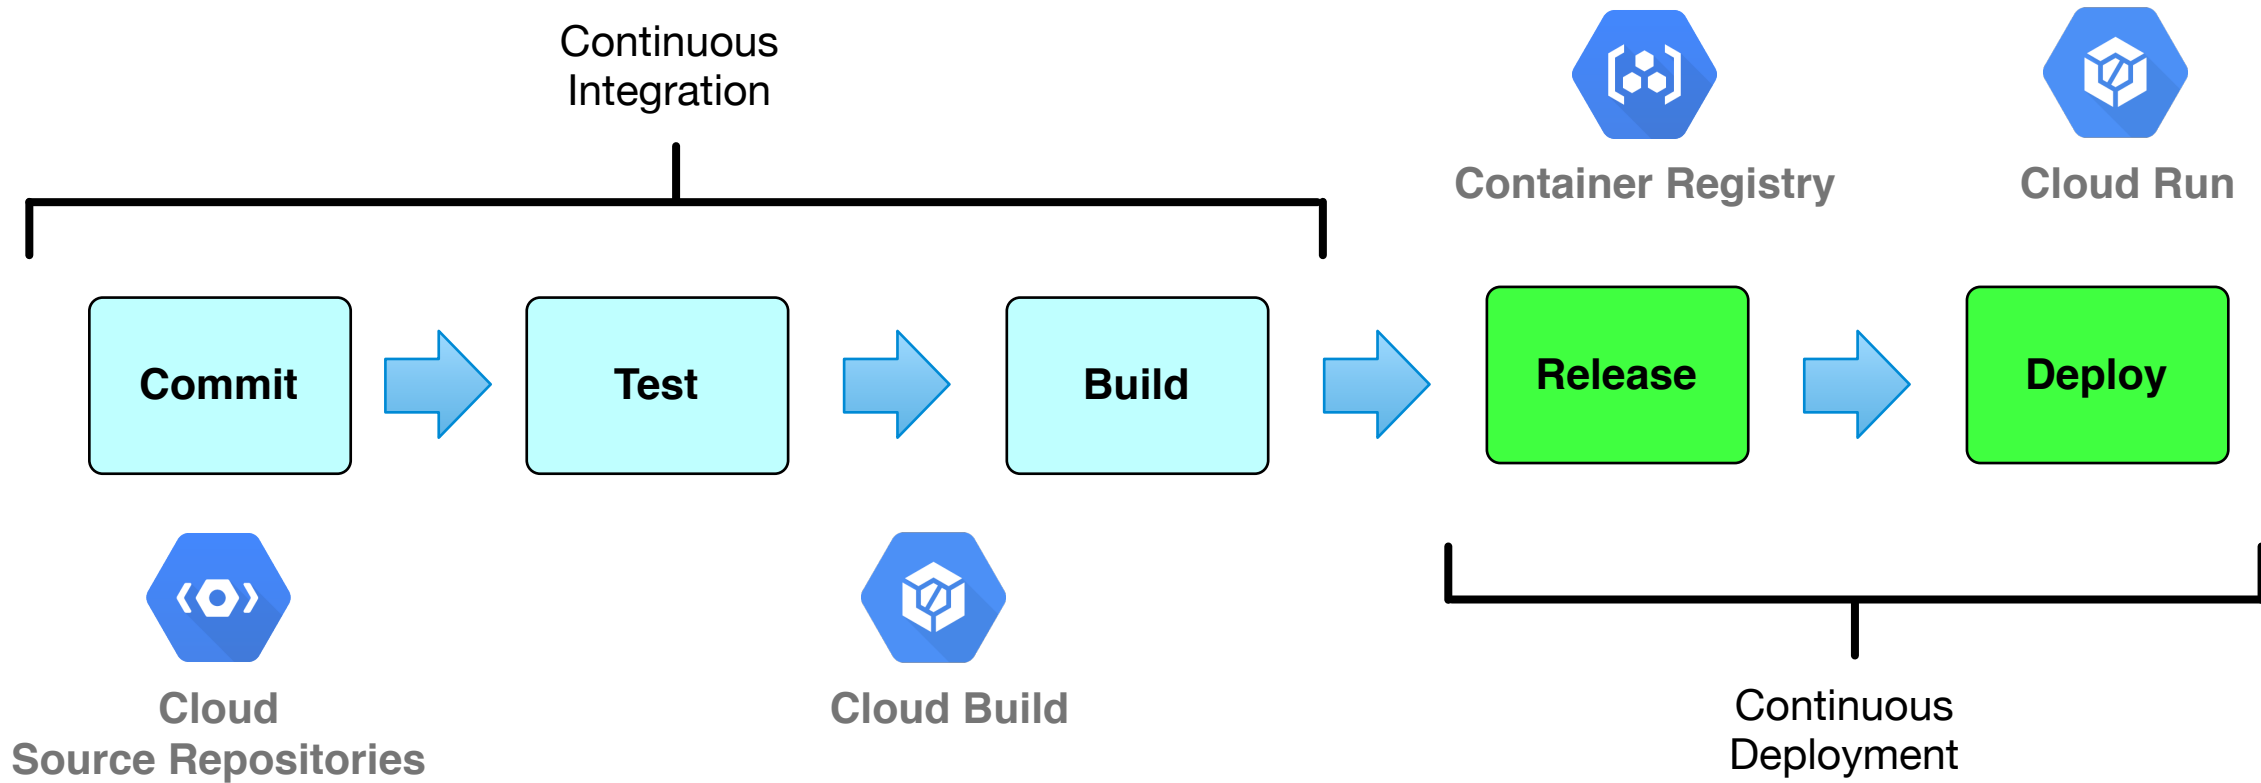 Continuous
Integration
Container Registry
Cloud Run
Commit
Test
Build
Release
Deploy
Cloud
Source Repositories
Cloud Build
Continuous
Deployment